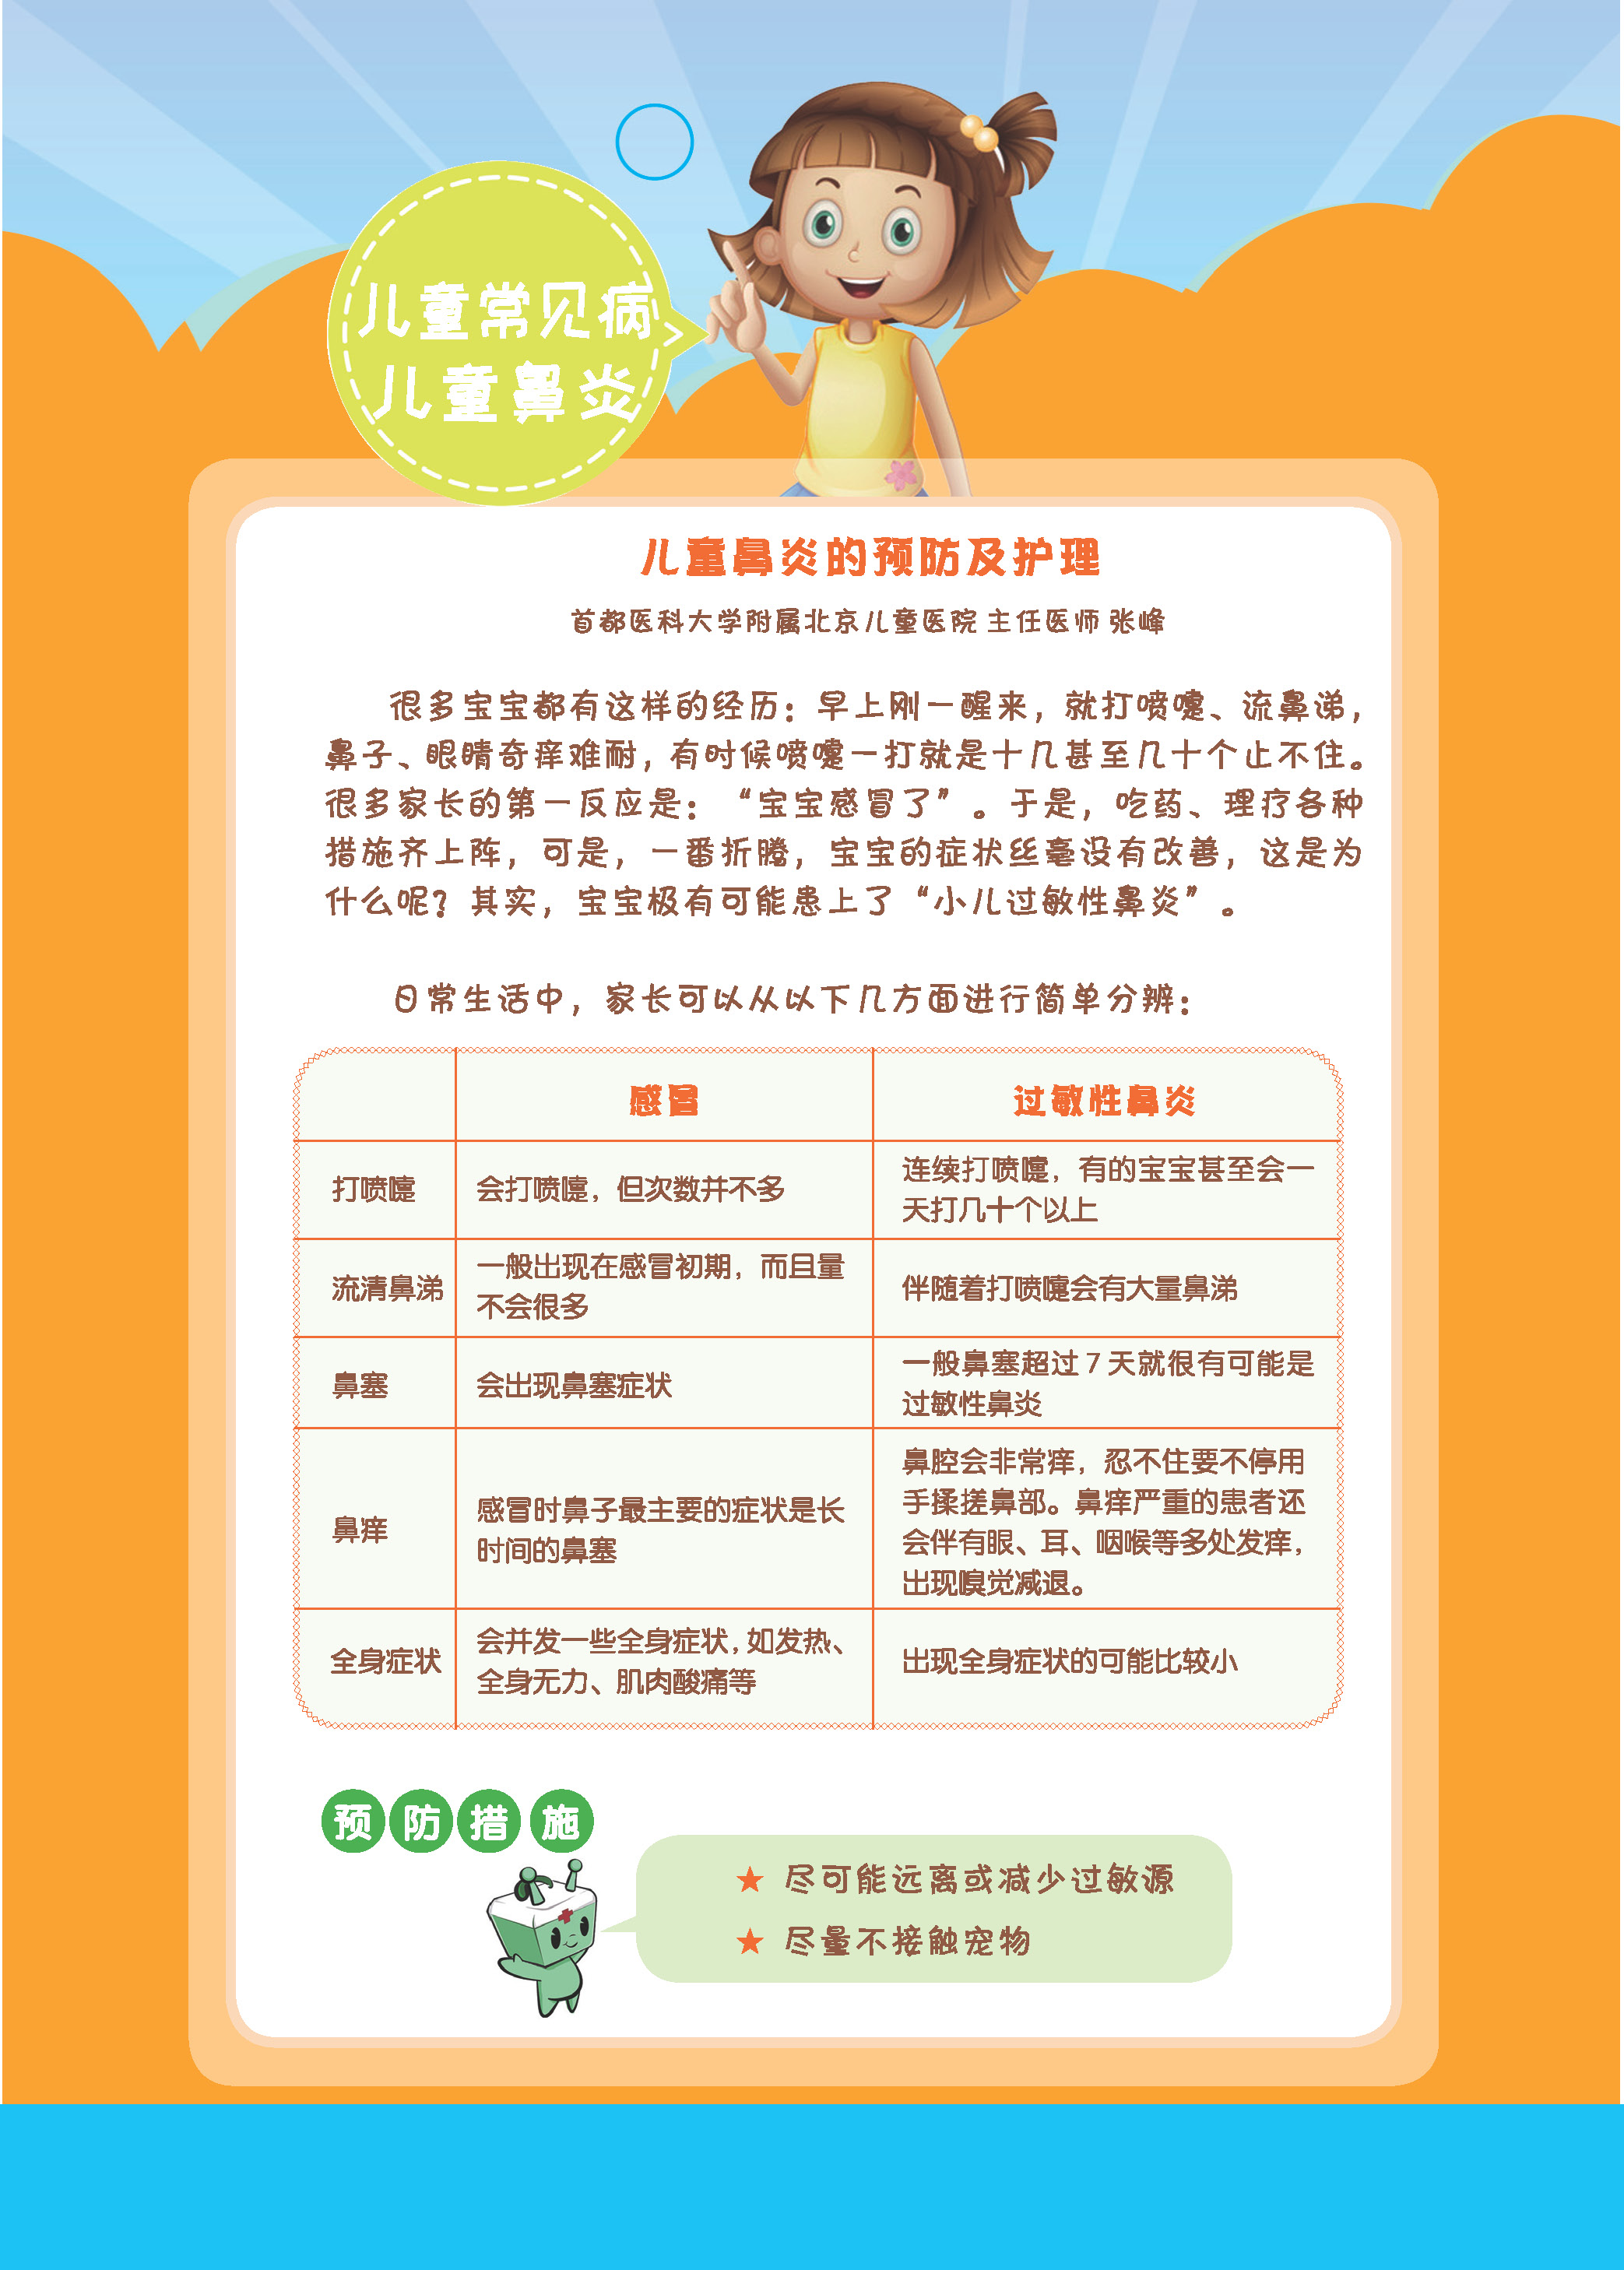 儿童常见病
儿童鼻炎
儿童鼻炎的预防及护理
首都医科大学附属北京儿童医院 主任医师 张峰
很多宝宝都有这样的经历：早上刚一醒来，就打喷嚏、流鼻涕，
鼻子、眼睛奇痒难耐，有时候喷嚏一打就是十几甚至几十个止不住。
很多家长的第一反应是：“宝宝感冒了”。于是，吃药、理疗各种
措施齐上阵，可是，一番折腾，宝宝的症状丝毫没有改善，这是为
什么呢？其实，宝宝极有可能患上了“小儿过敏性鼻炎”。
日常生活中，家长可以从以下几方面进行简单分辨：
感冒
过敏性鼻炎
打喷嚏
会打喷嚏，但次数并不多
连续打喷嚏，有的宝宝甚至会一
天打几十个以上
流清鼻涕
一般出现在感冒初期，而且量
不会很多
伴随着打喷嚏会有大量鼻涕
鼻塞
会出现鼻塞症状
一般鼻塞超过7天就很有可能是
过敏性鼻炎
鼻痒
感冒时鼻子最主要的症状是长
时间的鼻塞
鼻腔会非常痒，忍不住要不停用
手揉搓鼻部。鼻痒严重的患者还
会伴有眼、耳、咽喉等多处发痒，
出现嗅觉减退。
全身症状
会并发一些全身症状，如发热、
全身无力、肌肉酸痛等
出现全身症状的可能比较小
预防措施
★ 尽可能远离或减少过敏源
★ 尽量不接触宠物